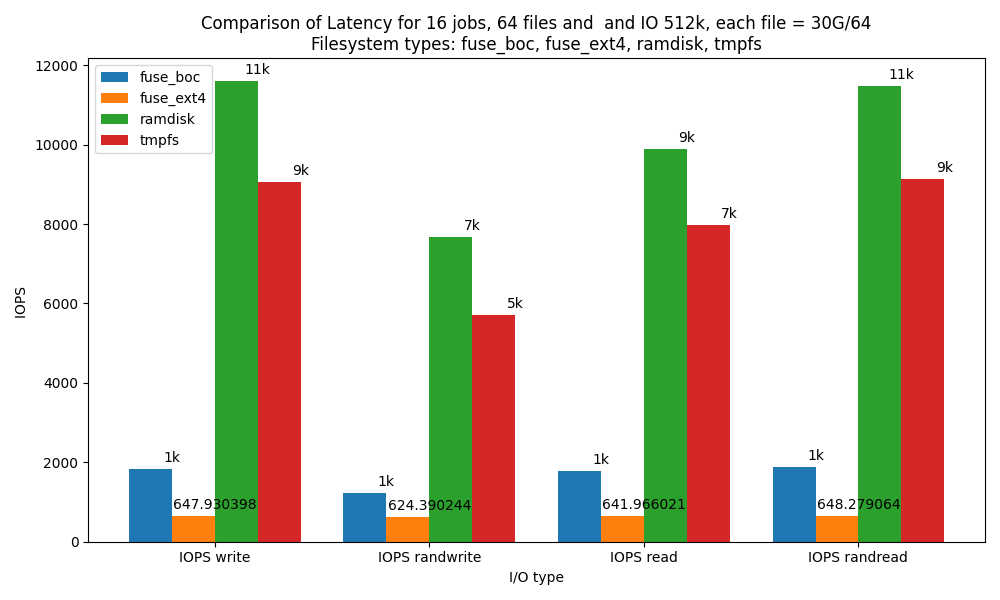 Comparison of Latency for 16 jobs, 64 files and  and IO 512k, each file = 30G/64
Filesystem types: fuse_boc, fuse_ext4, ramdisk, tmpfs
fuse_boc
fuse_ext4
ramdisk
tmpfs
IOPS
12000
10000
8000
6000
4000
2000
0
1k
647.930398
11k
9k
1k
624.390244
7k
5k
1k
641.966021
9k
7k
1k
648.279064
11k
9k
IOPS write
IOPS randwrite
IOPS read
IOPS randread
I/O type